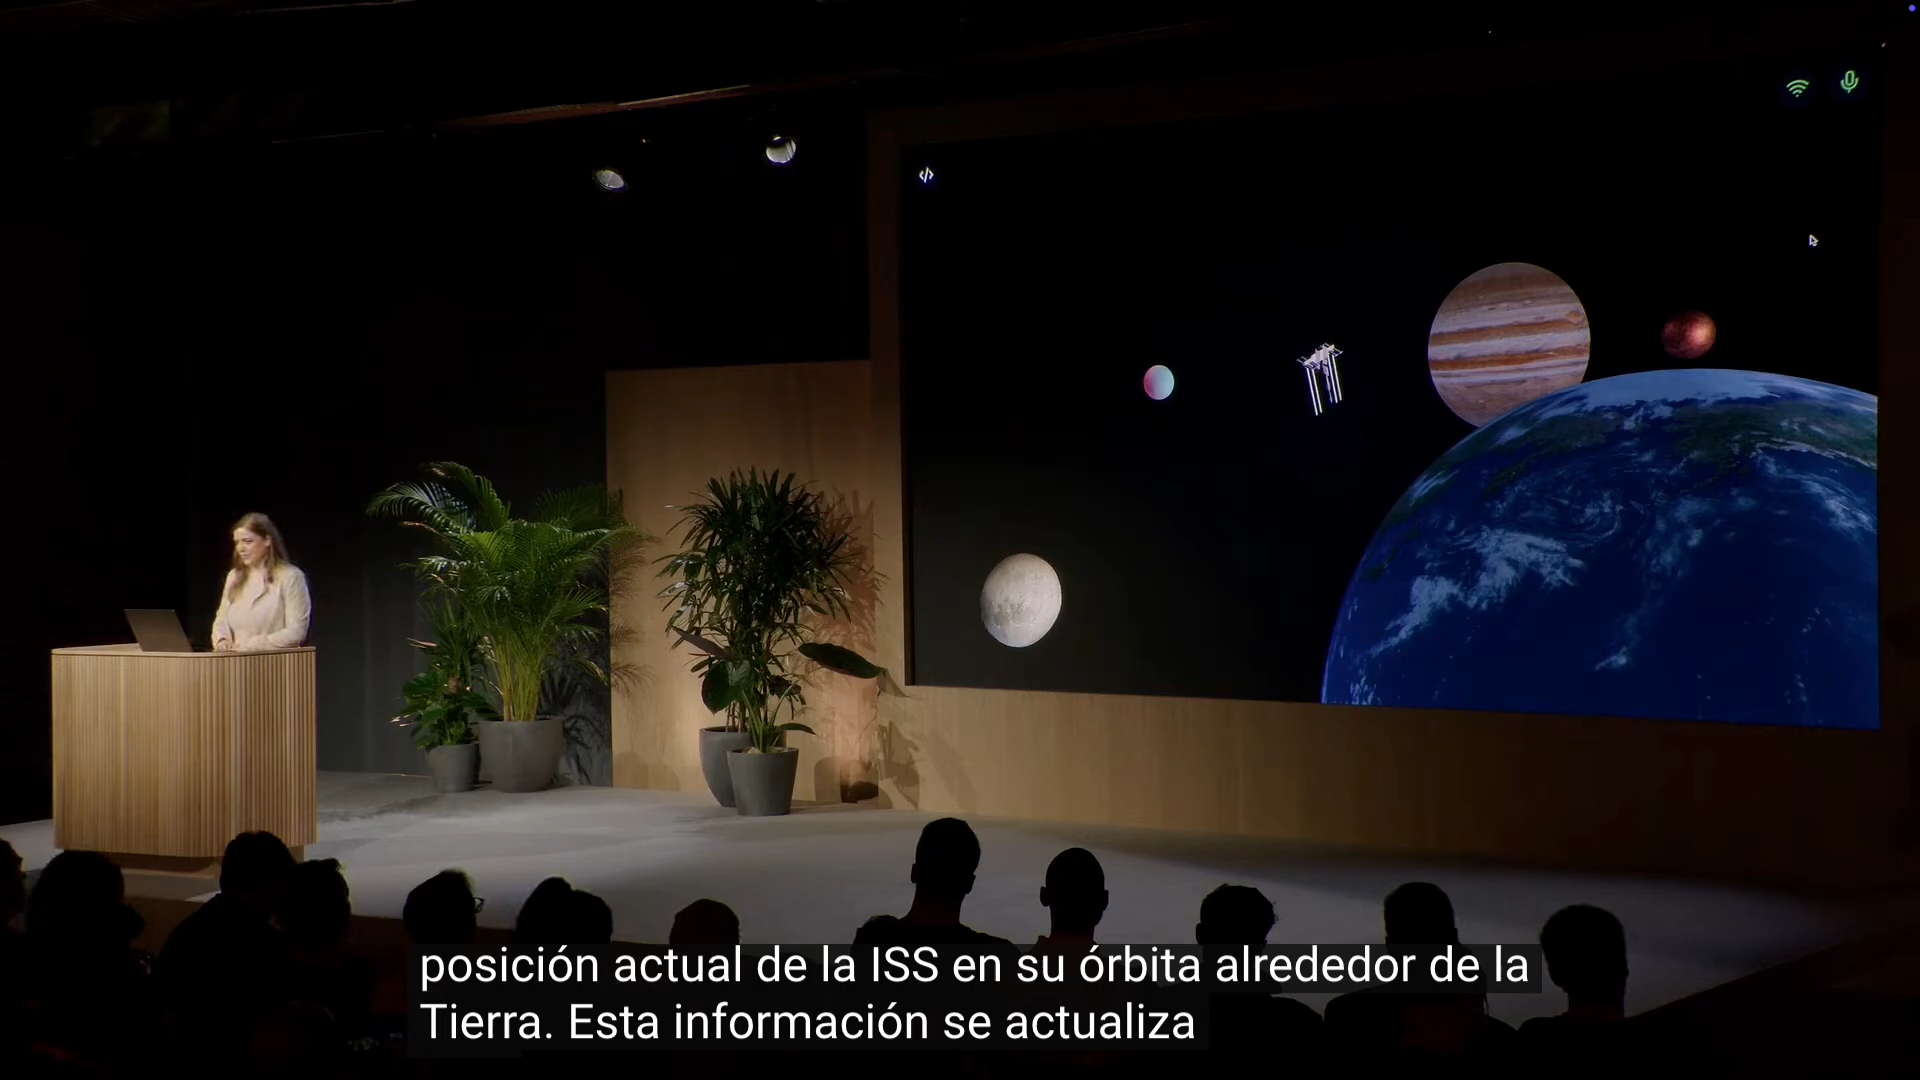 </>
posición actual de la ISS en su órbita alrededor de la
Tierra. Esta información se actualiza